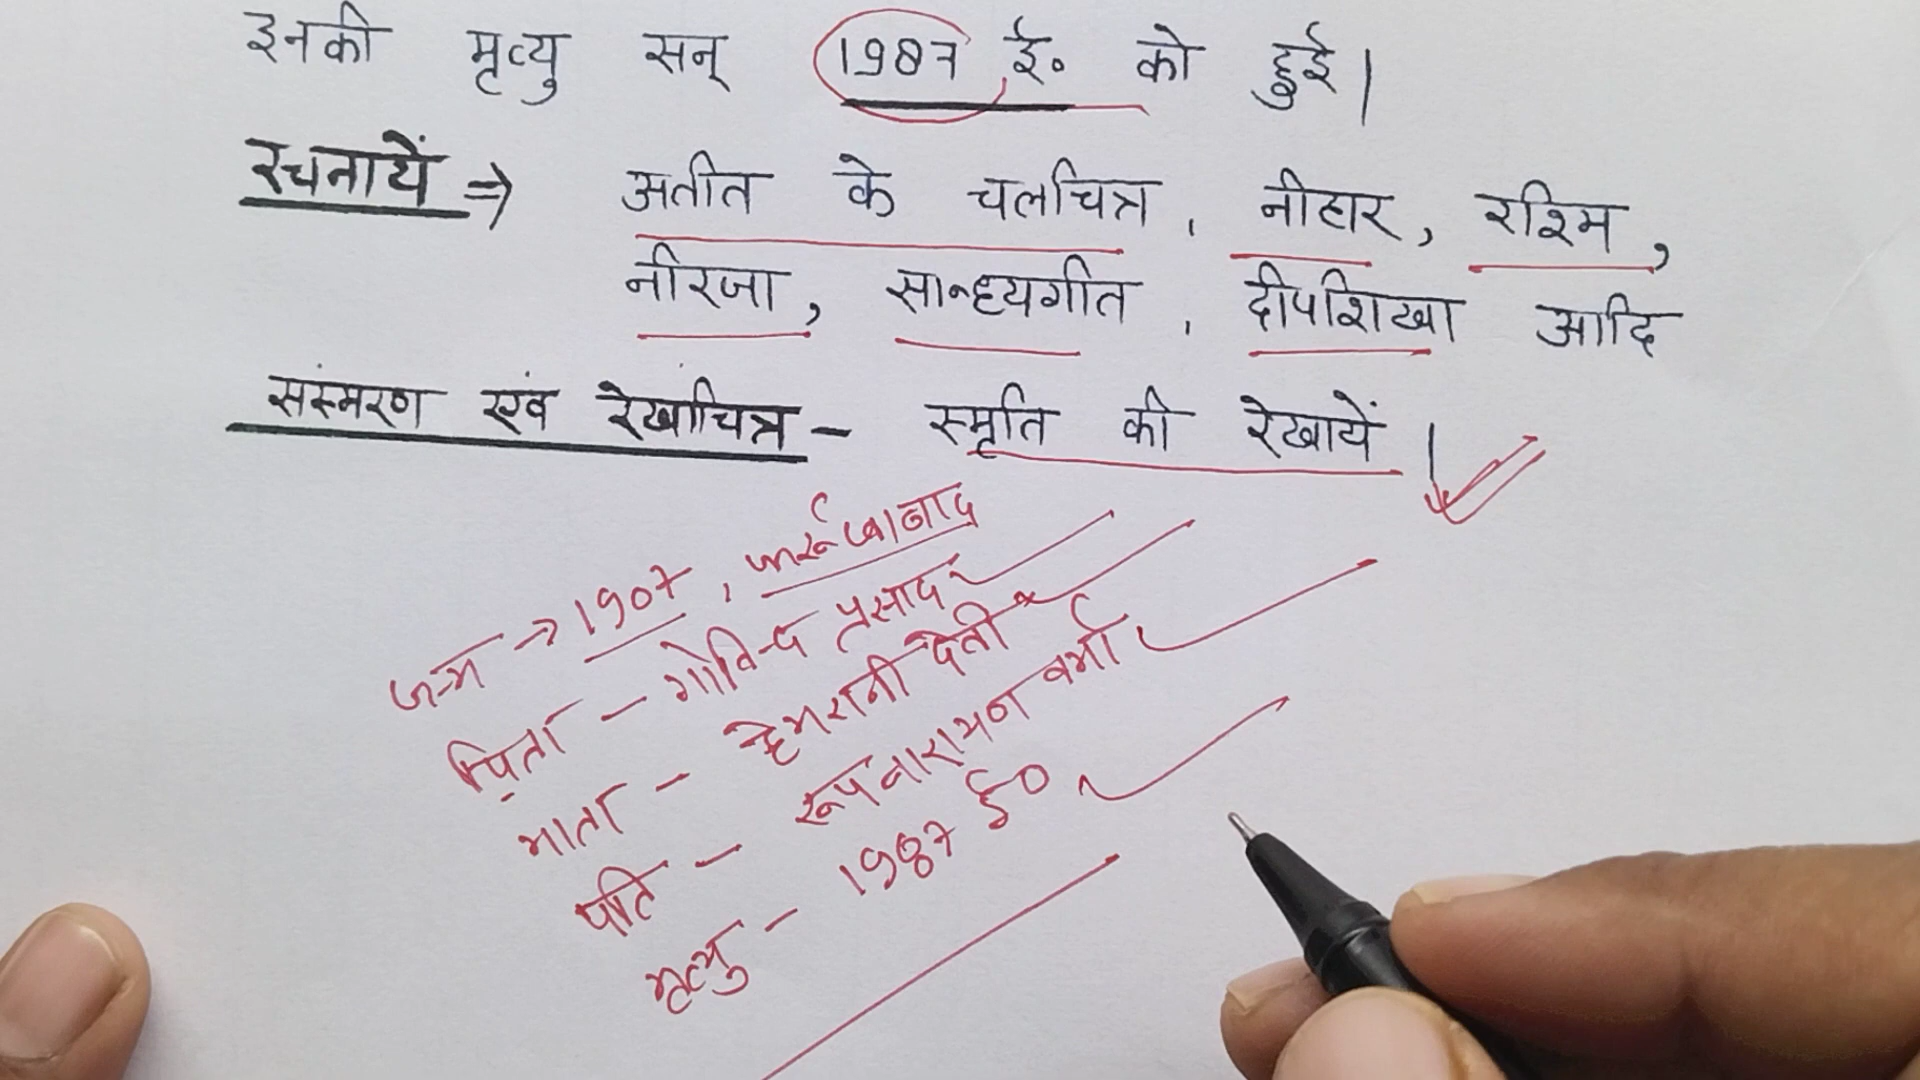 इनकी मृत्यु सन् 1987 ई० को हुई।
रचनायें ⇒ अतीत के चलचित्र, नीहार, रश्मि,
नीरजा, सान्ध्यगीत, दीपशिखा आदि
संस्मरण एवं रेखाचित्र – स्मृति की रेखायें।
जन्म → 1907, फर्रूखाबाद
पिता – गोविन्द प्रसाद
माता – हेमरानी देवी
पति – रूपनारायण वर्मा
मृत्यु – 1987 ई०